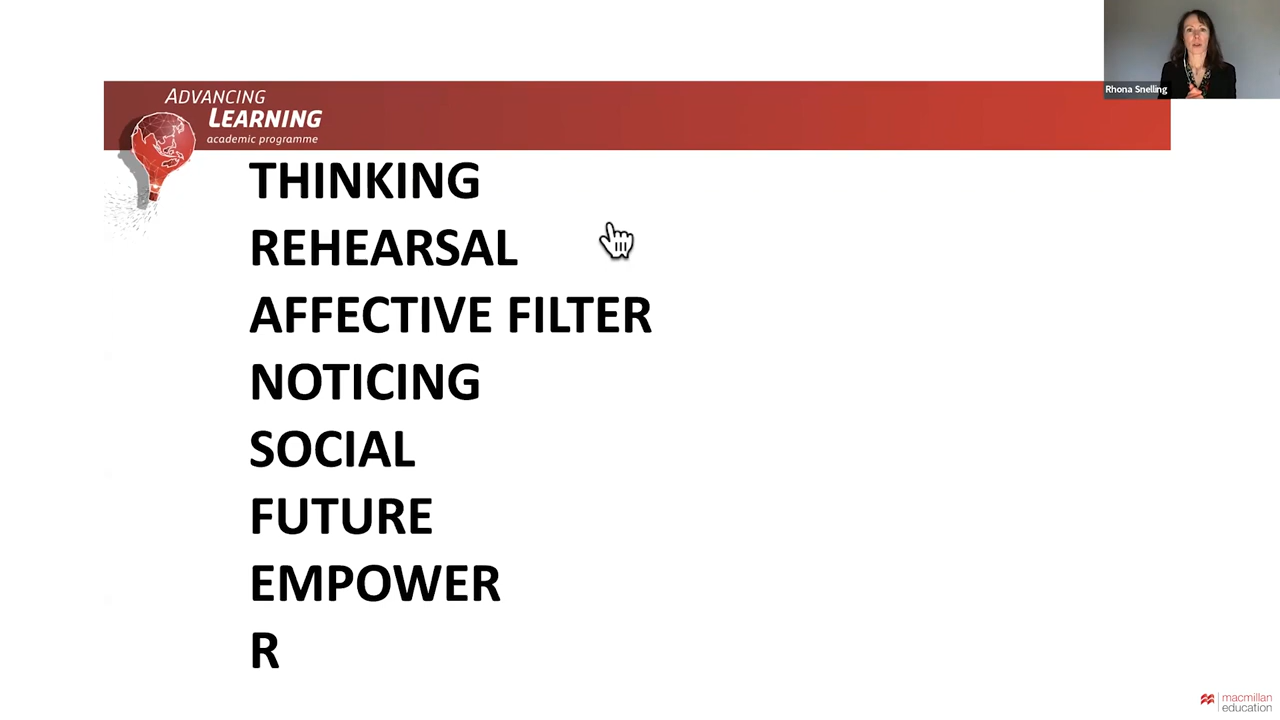 Rhona Snelling
ADVANCING
LEARNING
academic programme
THINKING
REHEARSAL
AFFECTIVE FILTER
NOTICING
SOCIAL
FUTURE
EMPOWER
R
macmillan
education